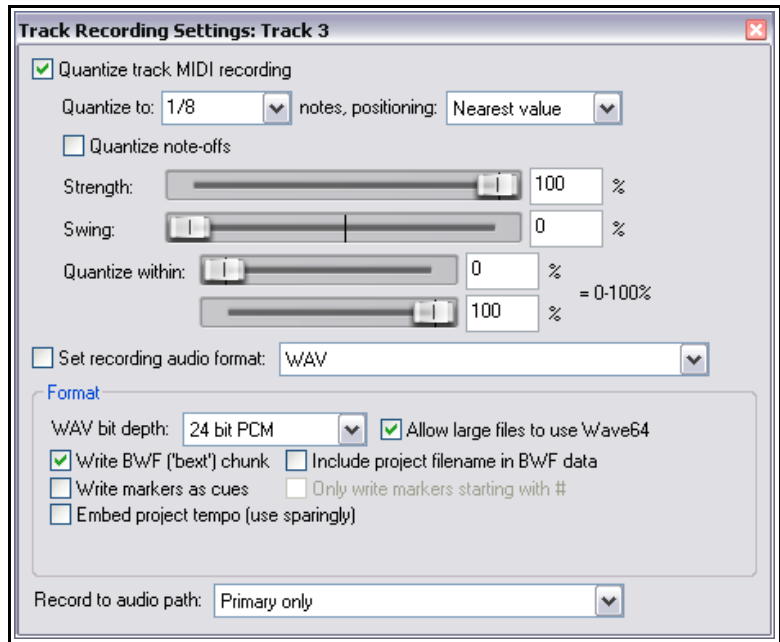 Track Recording Settings: Track 3
Quantize track MIDI recording
Quantize to: 1/8 notes, positioning: Nearest value
Quantize note-offs
Strength: 100 %
Swing: 0 %
Quantize within: 0 %
= 0-100%
100 %
Set recording audio format: WAV
Format
WAV bit depth: 24 bit PCM Allow large files to use Wave64
Write BWF ('bext') chunk Include project filename in BWF data
Write markers as cues Only write markers starting with #
Embed project tempo (use sparingly)
Record to audio path: Primary only